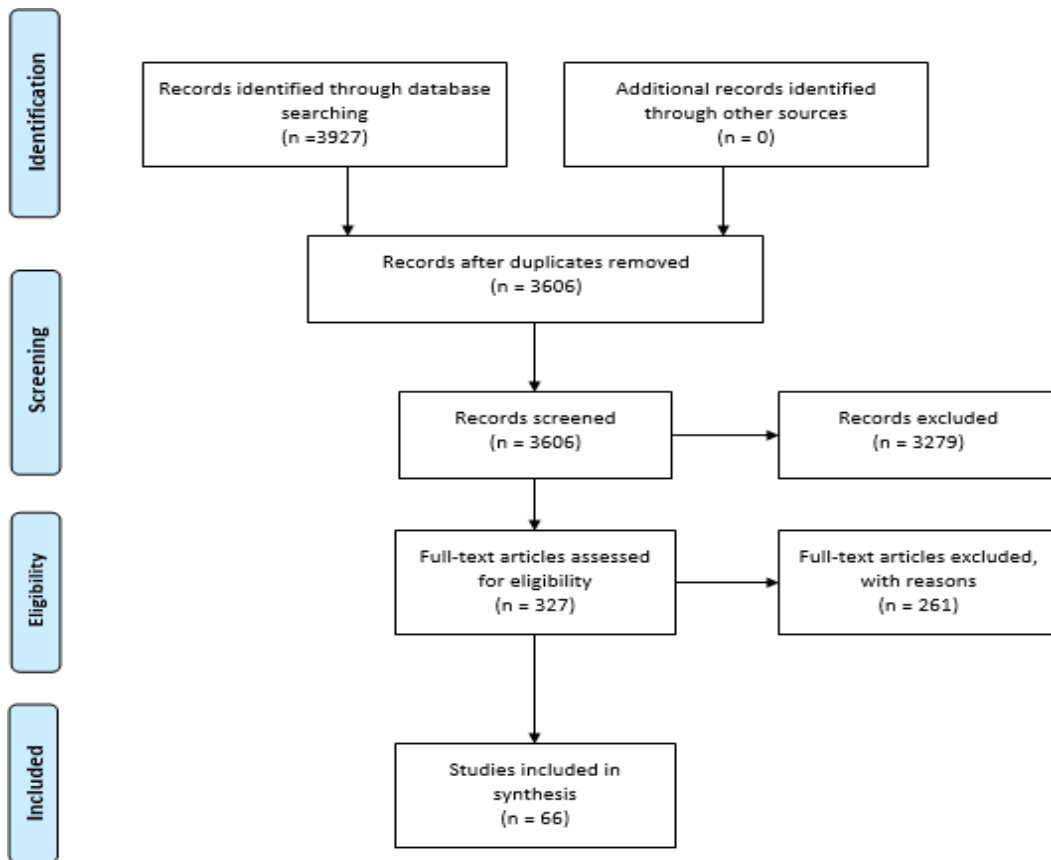 Identification
Records identified through database
searching
(n =3927)
Additional records identified
through other sources
(n = 0)
Records after duplicates removed
(n = 3606)
Screening
Records screened
(n = 3606)
Records excluded
(n = 3279)
Eligibility
Full-text articles assessed
for eligibility
(n = 327)
Full-text articles excluded,
with reasons
(n = 261)
Included
Studies included in
synthesis
(n = 66)